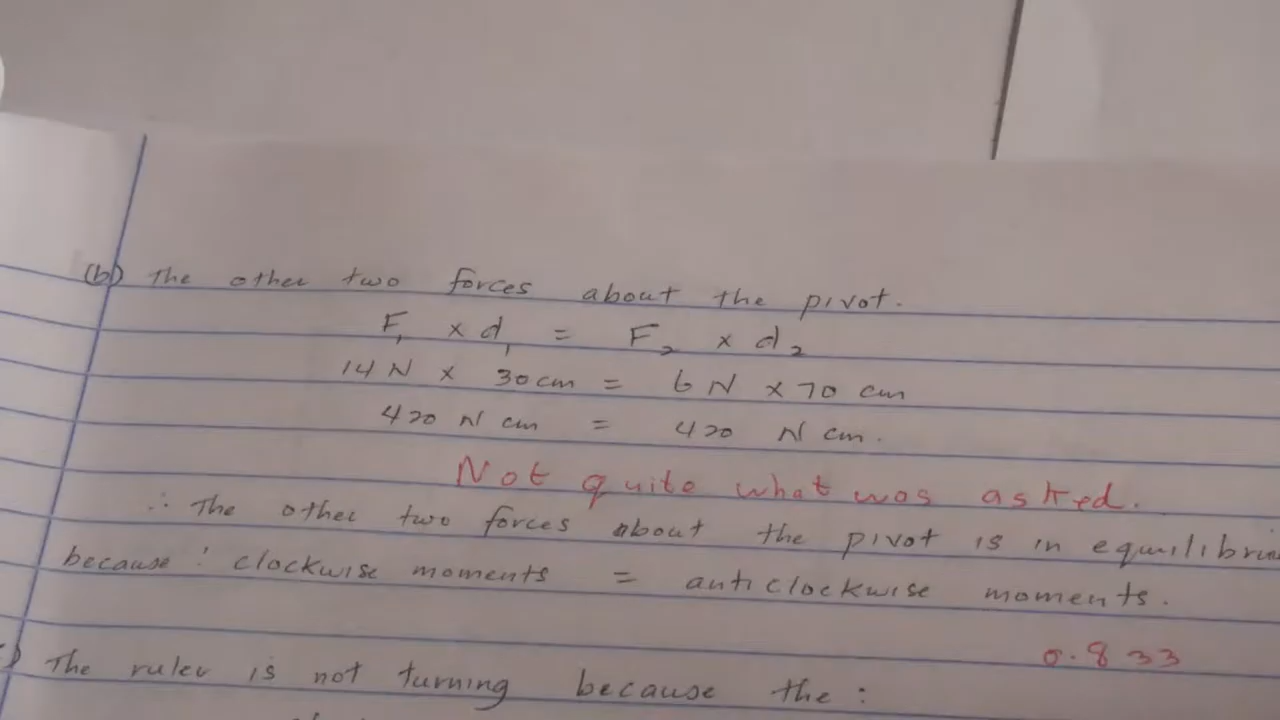 (b) The other two forces about the pivot.
F₁ × d₁ = F₂ × d₂
14 N × 30 cm = 6 N × 70 cm
420 N cm = 420 N cm.
Not quite what was asked.
∴ The other two forces about the pivot is in equilibriu
because : clockwise moments = anticlockwise moments.
0.833
The ruler is not turning because the :